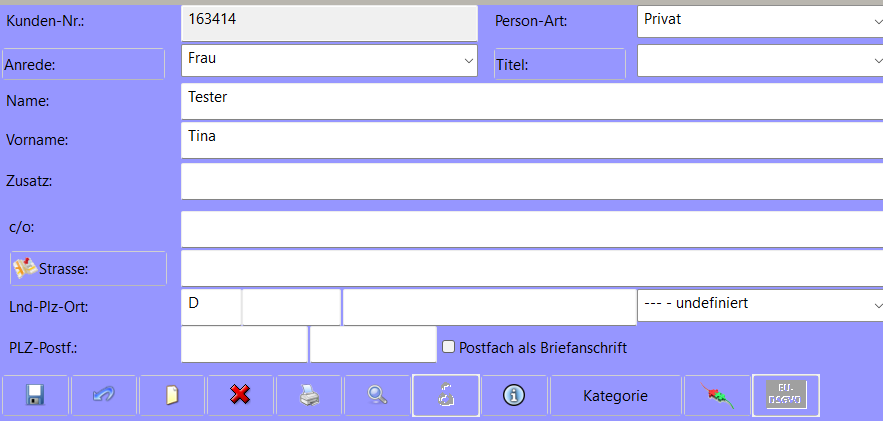 Kunden-Nr.: 163414 Person-Art: Privat
Anrede: Frau Titel:
Name: Tester
Vorname: Tina
Zusatz:
c/o:
Strasse:
Lnd-Plz-Ort: D --- - undefiniert
PLZ-Postf.: Postfach als Briefanschrift
Kategorie EU-
DSGVO